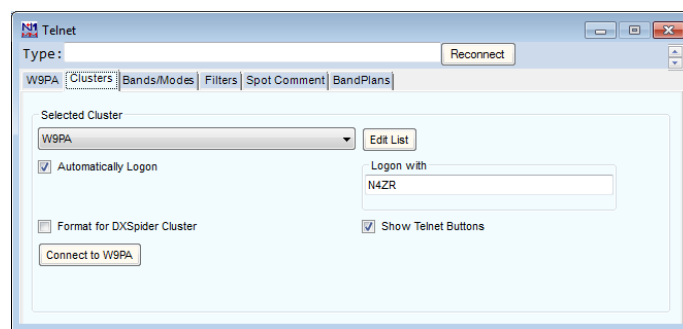 N1MM Telnet
Type: Reconnect
W9PA Clusters Bands/Modes Filters Spot Comment BandPlans
Selected Cluster
W9PA Edit List
Automatically Logon Logon with
N4ZR
Format for DXSpider Cluster Show Telnet Buttons
Connect to W9PA